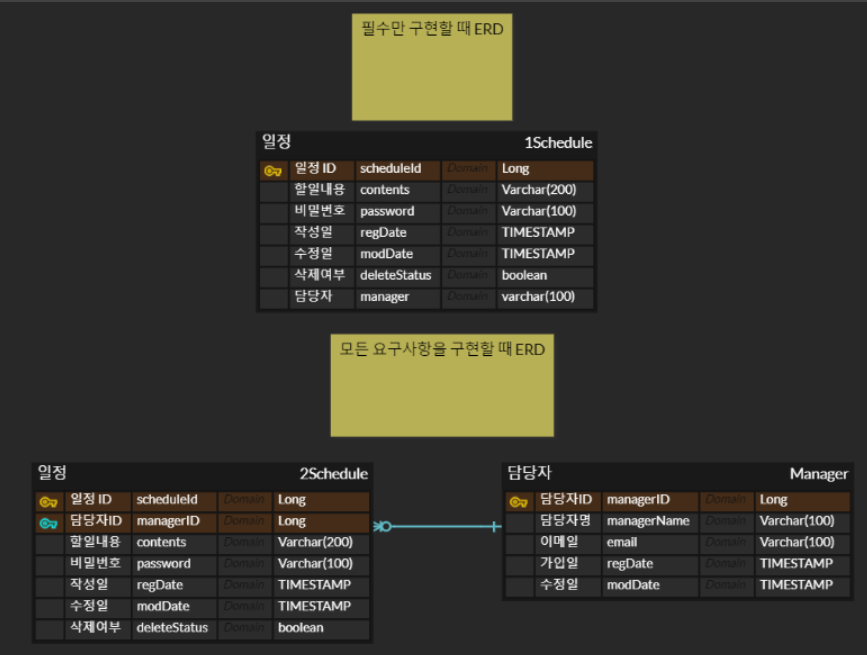 필수만 구현할 때 ERD
일정 1Schedule
일정 ID scheduleId Domain Long
할일내용 contents Domain Varchar(200)
비밀번호 password Domain Varchar(100)
작성일 regDate Domain TIMESTAMP
수정일 modDate Domain TIMESTAMP
삭제여부 deleteStatus Domain boolean
담당자 manager Domain varchar(100)
모든 요구사항을 구현할 때 ERD
일정 2Schedule
일정 ID scheduleId Domain Long
담당자ID managerID Domain Long
할일내용 contents Domain Varchar(200)
비밀번호 password Domain Varchar(100)
작성일 regDate Domain TIMESTAMP
수정일 modDate Domain TIMESTAMP
삭제여부 deleteStatus Domain boolean
담당자 Manager
담당자ID managerID Domain Long
담당자명 managerName Domain Varchar(100)
이메일 email Domain Varchar(100)
가입일 regDate Domain TIMESTAMP
수정일 modDate Domain TIMESTAMP